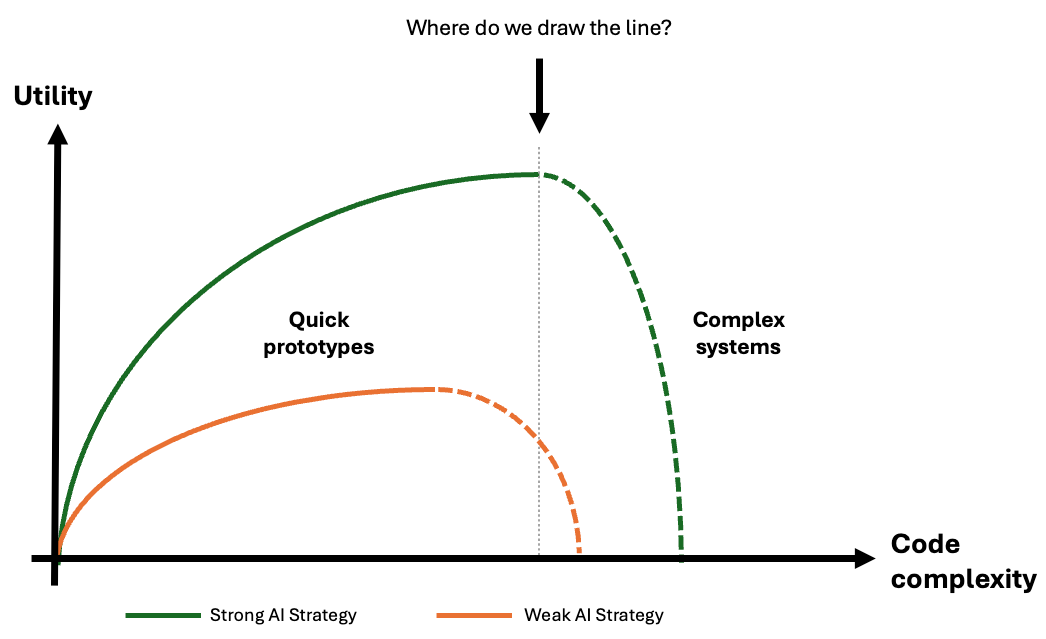 Where do we draw the line?
Utility
Quick
prototypes
Complex
systems
Code
complexity
Strong AI Strategy
Weak AI Strategy